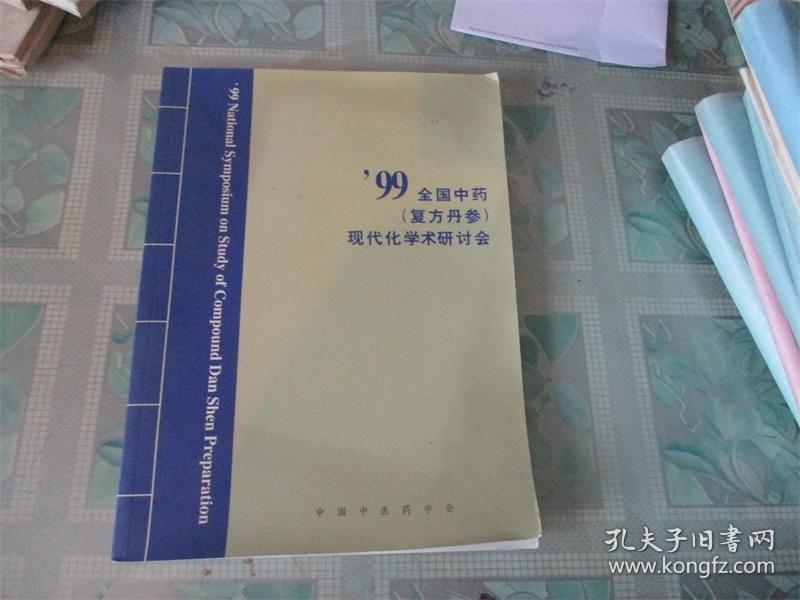 '99 National Symposium on Study of Compound Dan Shen Preparation
'99 全国中药
(复方丹参)
现代化学术研讨会
中国中医药学会
孔夫子旧书网
www.kongfz.com